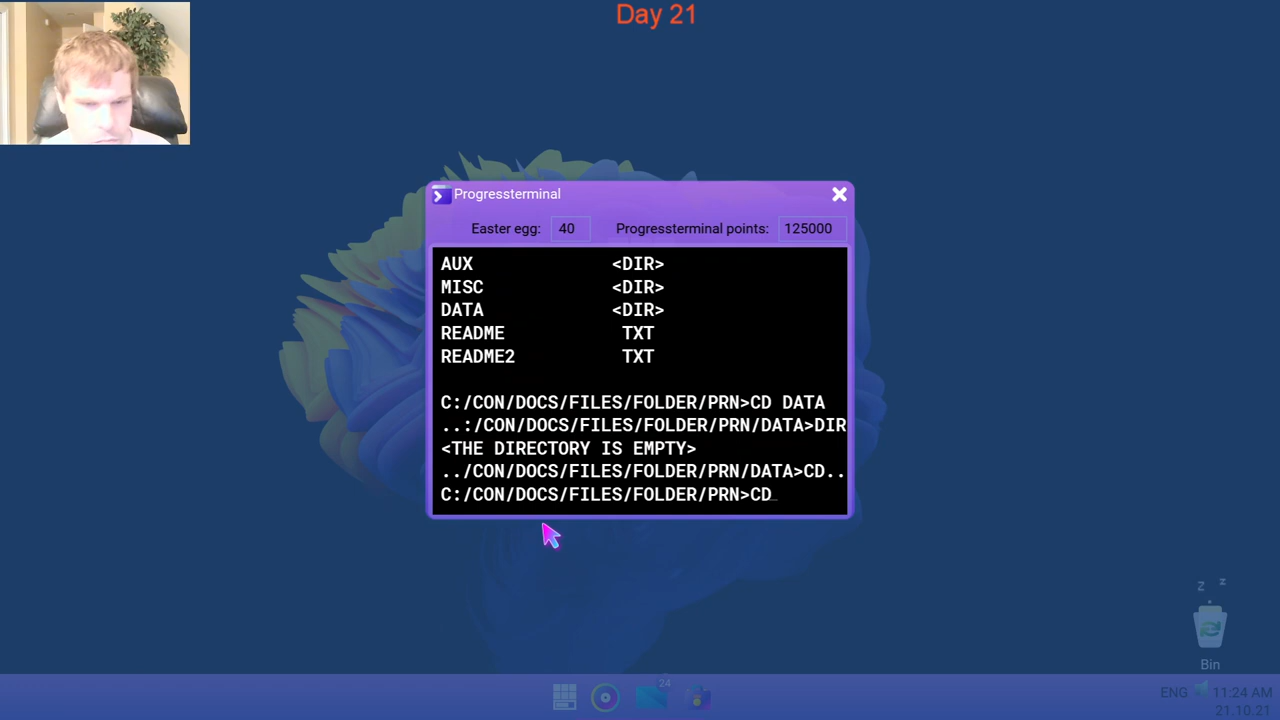 Day 21
Progressterminal
Easter egg: 40 Progressterminal points: 125000
AUX <DIR>
MISC <DIR>
DATA <DIR>
README TXT
README2 TXT
C:/CON/DOCS/FILES/FOLDER/PRN>CD DATA
..:/CON/DOCS/FILES/FOLDER/PRN/DATA>DIR
<THE DIRECTORY IS EMPTY>
../CON/DOCS/FILES/FOLDER/PRN/DATA>CD..
C:/CON/DOCS/FILES/FOLDER/PRN>CD_
z z
Bin
24
ENG 11:24 AM
21.10.21